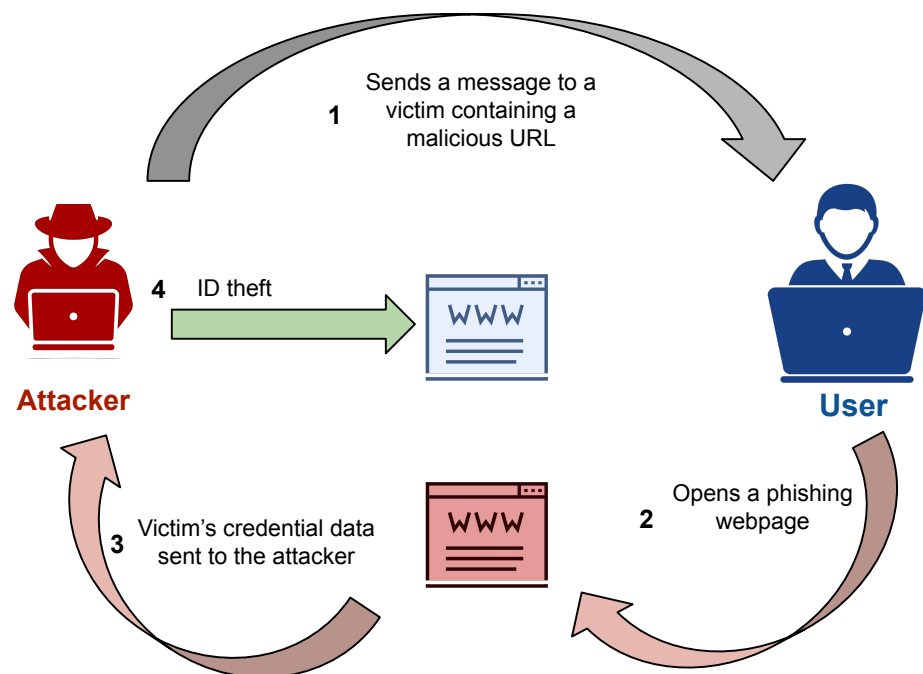 Sends a message to a
1
victim containing a
malicious URL
4
ID theft
WWW
Attacker
User
WWW
Opens a phishing
2
webpage
3
Victim's credential data
sent to the attacker